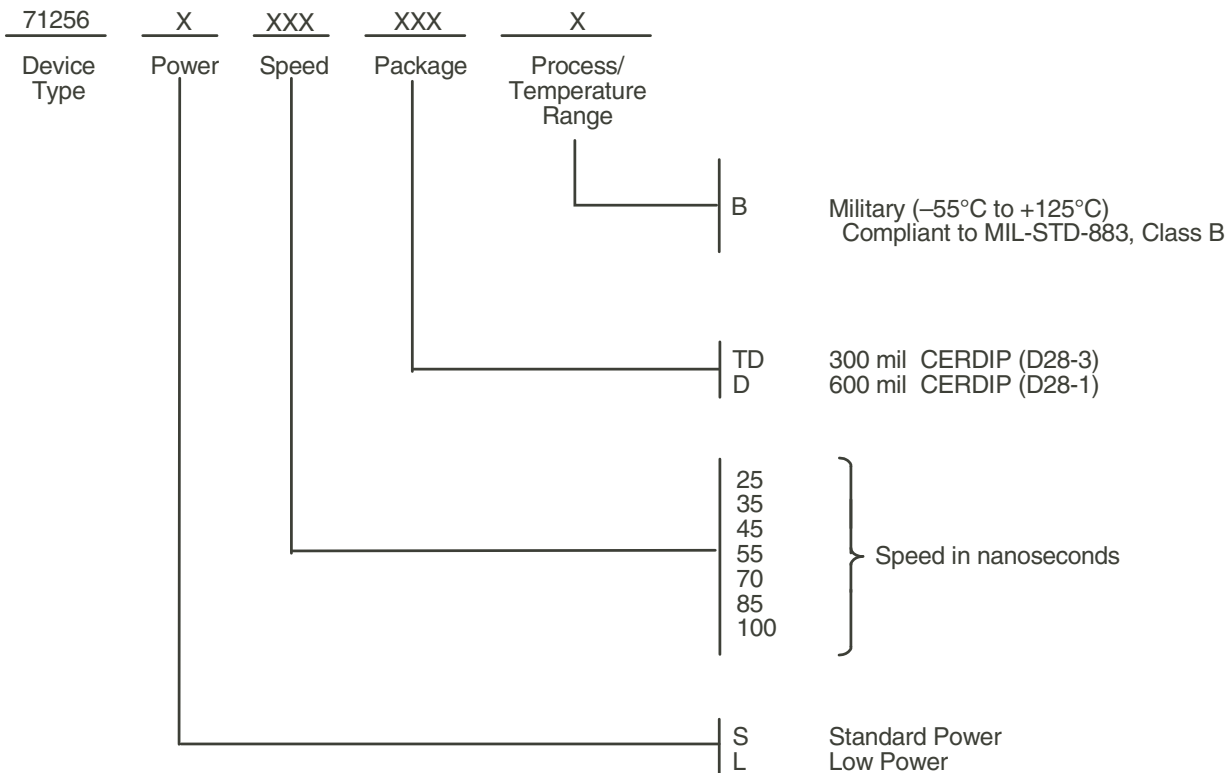 71256 X XXX XXX X
Device Type
Power
Speed
Package
Process/
Temperature
Range
B Military (–55°C to +125°C)
Compliant to MIL-STD-883, Class B
TD 300 mil CERDIP (D28-3)
D 600 mil CERDIP (D28-1)
25
35
45
55
70
85
100
Speed in nanoseconds
S Standard Power
L Low Power